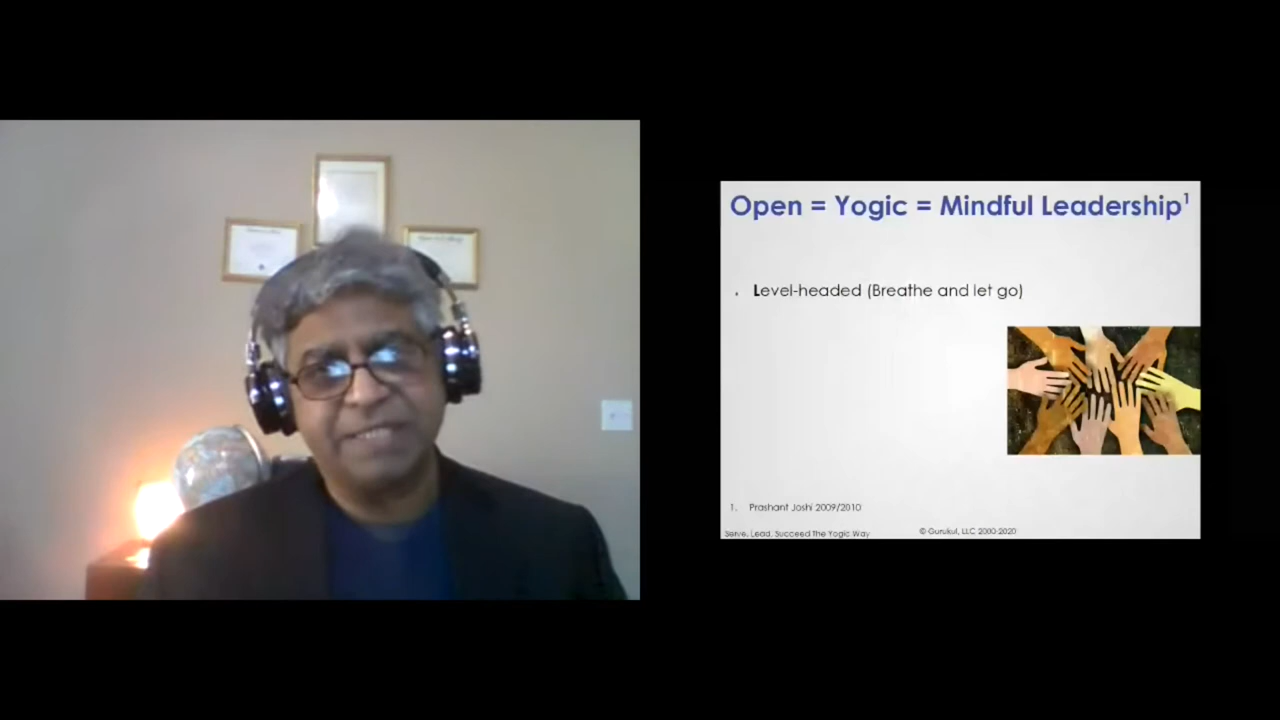 Open = Yogic = Mindful Leadership¹
. Level-headed (Breathe and let go)
1. Prashant Joshi 2009/2010
Serve, Lead, Succeed The Yogic Way
© Gurukul, LLC 2000-2020